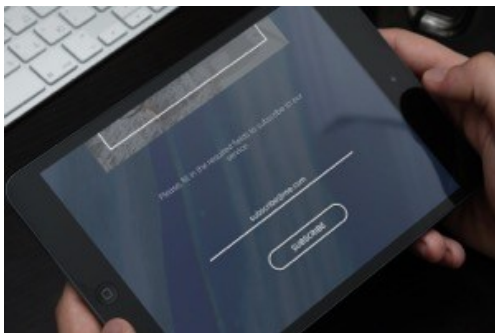 Please, fill in the required fields to subscribe to our
service
subscribe@me.com
SUBSCRIBE